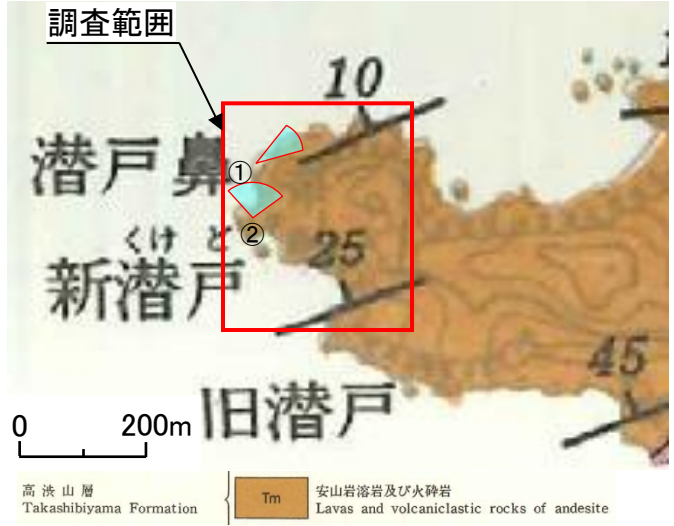 調査範囲
10
潜戸鼻
①
くけど
②
新潜戸
25
45
旧潜戸
0 200m
高渋山層
Takashibiyama Formation
Tm
安山岩溶岩及び火砕岩
Lavas and volcaniclastic rocks of andesite